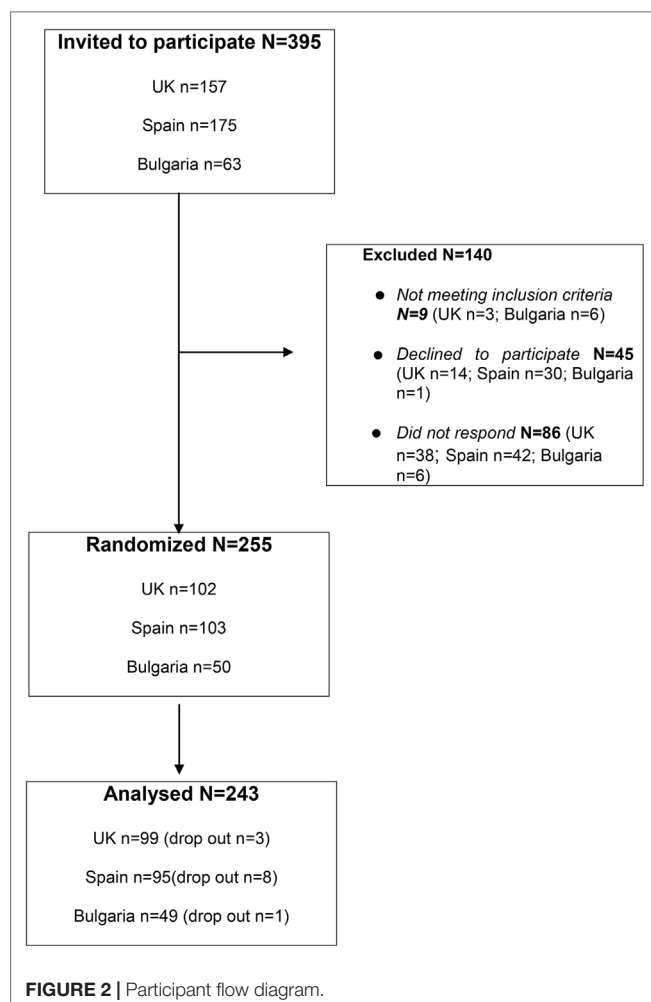 Invited to participate N=395
UK n=157
Spain n=175
Bulgaria n=63
Excluded N=140
● Not meeting inclusion criteria
N=9 (UK n=3; Bulgaria n=6)
● Declined to participate N=45
(UK n=14; Spain n=30; Bulgaria
n=1)
● Did not respond N=86 (UK
n=38; Spain n=42; Bulgaria
n=6)
Randomized N=255
UK n=102
Spain n=103
Bulgaria n=50
Analysed N=243
UK n=99 (drop out n=3)
Spain n=95(drop out n=8)
Bulgaria n=49 (drop out n=1)
FIGURE 2 | Participant flow diagram.